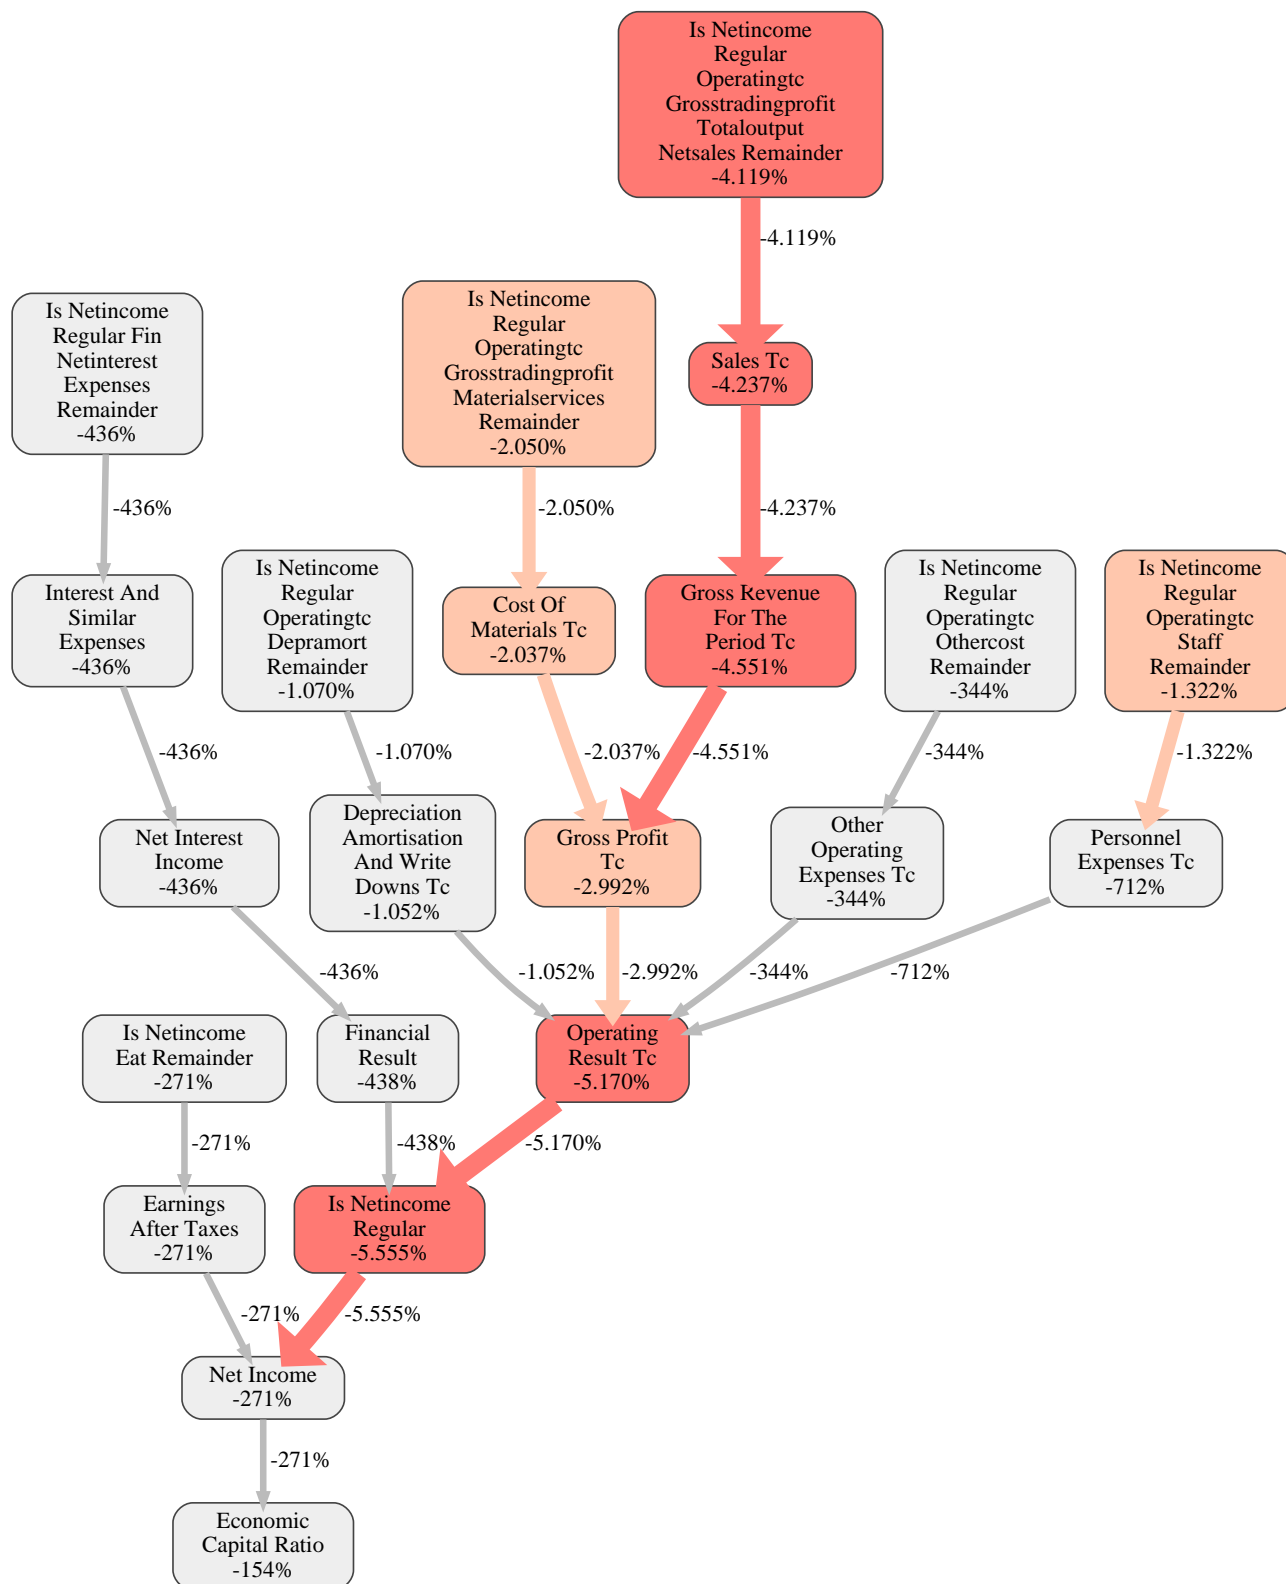 Is Netincome
Regular
Operatingtc
Grosstradingprofit
Totaloutput
Netsales Remainder
-4.119%
-4.119%
Is Netincome
Regular Fin
Netinterest
Expenses
Remainder
-436%
Is Netincome
Regular
Operatingtc
Grosstradingprofit
Materialservices
Remainder
-2.050%
Sales Tc
-4.237%
-436%
-2.050%
-4.237%
Interest And
Similar
Expenses
-436%
Is Netincome
Regular
Operatingtc
Depramort
Remainder
-1.070%
Cost Of
Materials Tc
-2.037%
Gross Revenue
For The
Period Tc
-4.551%
Is Netincome
Regular
Operatingtc
Othercost
Remainder
-344%
Is Netincome
Regular
Operatingtc
Staff
Remainder
-1.322%
-436%
-1.070%
-2.037%
-4.551%
-344%
-1.322%
Net Interest
Income
-436%
Depreciation
Amortisation
And Write
Downs Tc
-1.052%
Gross Profit
Tc
-2.992%
Other
Operating
Expenses Tc
-344%
Personnel
Expenses Tc
-712%
-436%
-1.052%
-2.992%
-344%
-712%
Is Netincome
Eat Remainder
-271%
Financial
Result
-438%
Operating
Result Tc
-5.170%
-271%
-438%
-5.170%
Earnings
After Taxes
-271%
Is Netincome
Regular
-5.555%
-271%
-5.555%
Net Income
-271%
-271%
Economic
Capital Ratio
-154%